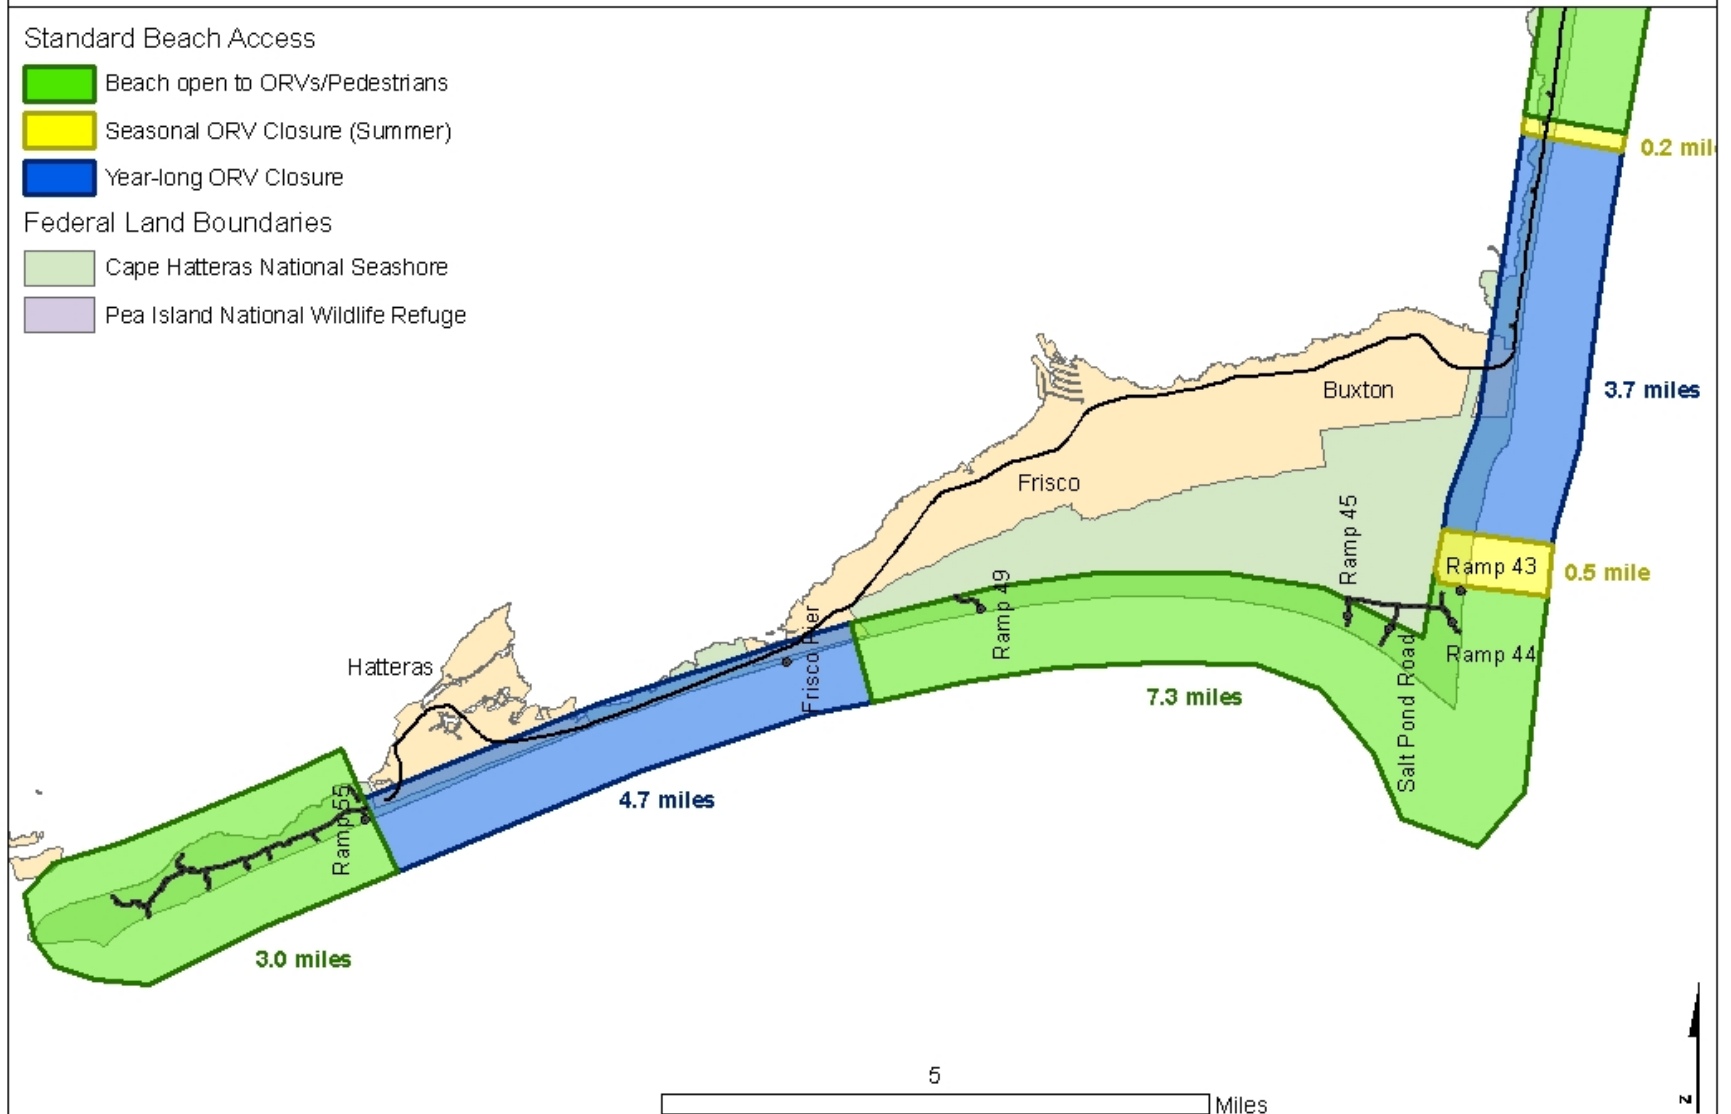 Standard Beach Access
Beach open to ORVs/Pedestrians
Seasonal ORV Closure (Summer)
Year-long ORV Closure
Federal Land Boundaries
Cape Hatteras National Seashore
Pea Island National Wildlife Refuge
0.2 mil
3.7 miles
Buxton
Frisco
Ramp 45
Ramp 43
0.5 mile
Ramp 49
Frisco Pier
Ramp 44
Hatteras
7.3 miles
Salt Pond Road
4.7 miles
Ramp 55
3.0 miles
5
Miles
N